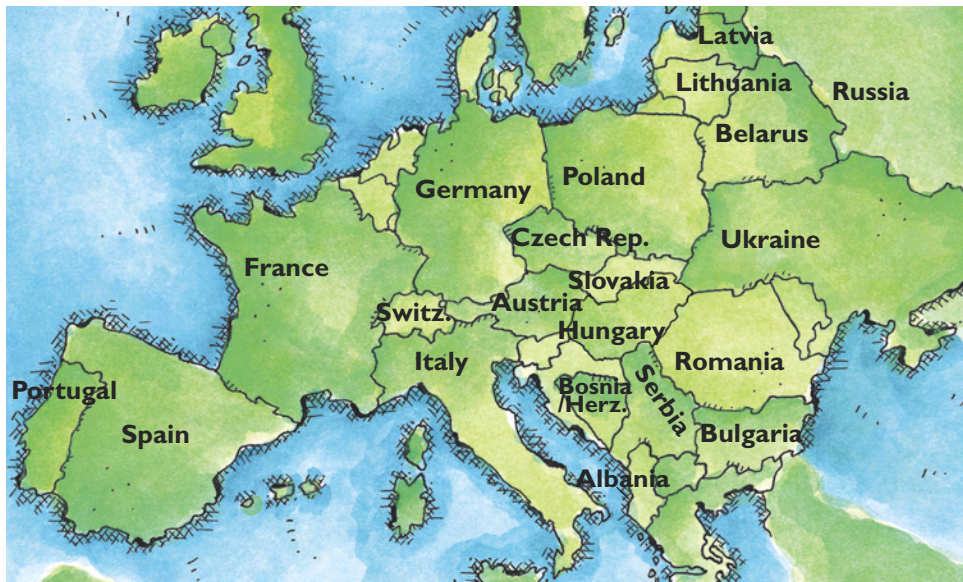 Latvia
Lithuania
Russia
Belarus
Germany
Poland
Czech Rep.
Ukraine
France
Slovakia
Switz.
Austria
Hungary
Italy
Romania
Portugal
Bosnia
/Herz.
Serbia
Spain
Bulgaria
Albania